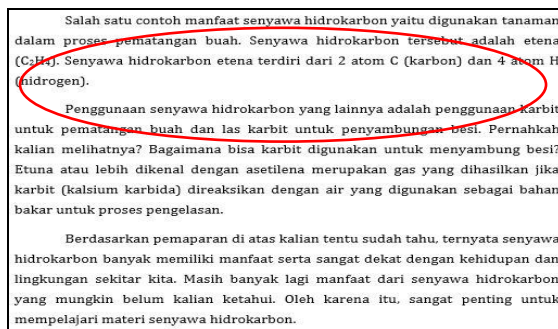 Salah satu contoh manfaat senyawa hidrokarbon yaitu digunakan tanaman
dalam proses pematangan buah. Senyawa hidrokarbon tersebut adalah etena
(C₂H₄). Senyawa hidrokarbon etena terdiri dari 2 atom C (karbon) dan 4 atom H
(hidrogen).
Penggunaan senyawa hidrokarbon yang lainnya adalah penggunaan karbit
untuk pematangan buah dan las karbit untuk penyambungan besi. Pernahkah
kalian melihatnya? Bagaimana bisa karbit digunakan untuk menyambung besi?
Etuna atau lebih dikenal dengan asetilena merupakan gas yang dihasilkan jika
karbit (kalsium karbida) direaksikan dengan air yang digunakan sebagai bahan
bakar untuk proses pengelasan.
Berdasarkan pemaparan di atas kalian tentu sudah tahu, ternyata senyawa
hidrokarbon banyak memiliki manfaat serta sangat dekat dengan kehidupan dan
lingkungan sekitar kita. Masih banyak lagi manfaat dari senyawa hidrokarbon
yang mungkin belum kalian ketahui. Oleh karena itu, sangat penting untuk
mempelajari materi senyawa hidrokarbon.